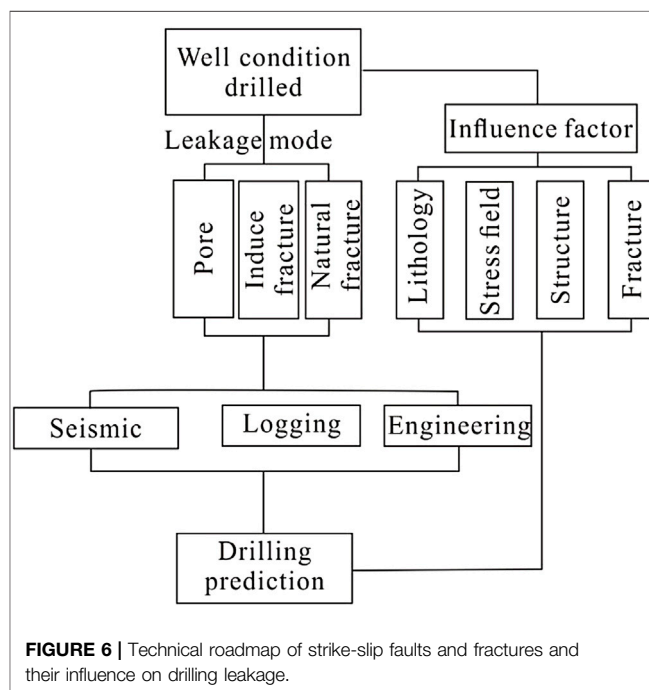 Well condition
drilled
Leakage mode
Influence factor
Pore
Induce
fracture
Natural
fracture
Lithology
Stress field
Structure
Fracture
Seismic
Logging
Engineering
Drilling
prediction
FIGURE 6 | Technical roadmap of strike-slip faults and fractures and
their influence on drilling leakage.